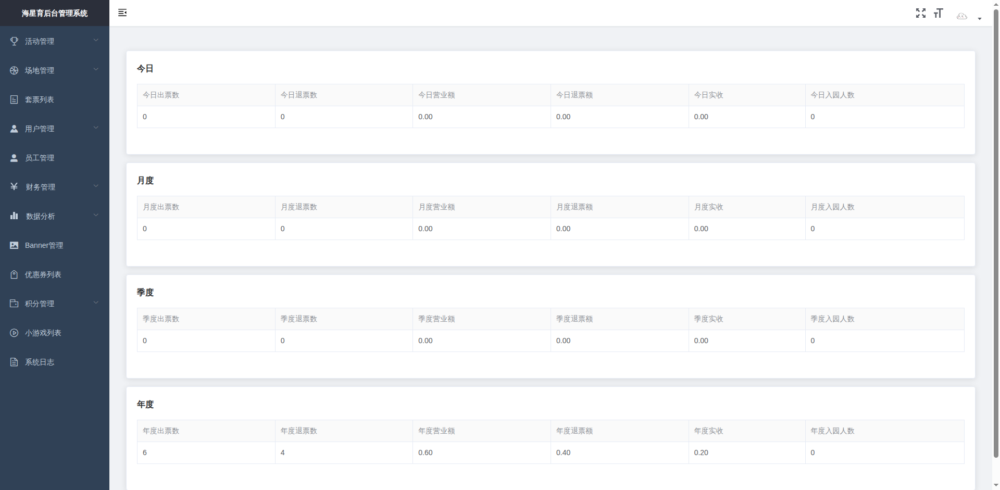 海星育后台管理系统
活动管理
场地管理
套票列表
用户管理
员工管理
财务管理
数据分析
Banner管理
优惠券列表
积分管理
小游戏列表
系统日志
今日
今日出票数 今日退票数 今日营业额 今日退票额 今日实收 今日入园人数
0 0 0.00 0.00 0.00 0
月度
月度出票数 月度退票数 月度营业额 月度退票额 月度实收 月度入园人数
0 0 0.00 0.00 0.00 0
季度
季度出票数 季度退票数 季度营业额 季度退票额 季度实收 季度入园人数
0 0 0.00 0.00 0.00 0
年度
年度出票数 年度退票数 年度营业额 年度退票额 年度实收 年度入园人数
6 4 0.60 0.40 0.20 0